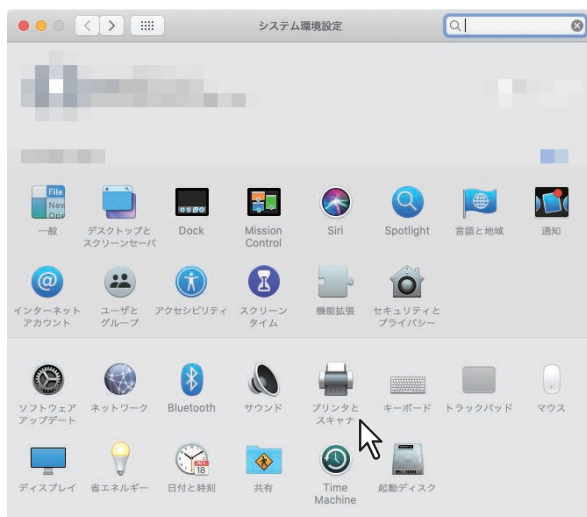 システム環境設定
File
New
Ope
一般
デスクトップと
スクリーンセーバ
Dock
Mission
Control
Siri
Spotlight
言語と地域
通知
インターネット
アカウント
ユーザと
グループ
アクセシビリティ
スクリーン
タイム
機能拡張
セキュリティと
プライバシー
ソフトウェア
アップデート
ネットワーク
Bluetooth
サウンド
プリンタと
スキャナ
キーボード
トラックパッド
マウス
18
ディスプレイ
省エネルギー
日付と時刻
共有
Time
Machine
起動ディスク